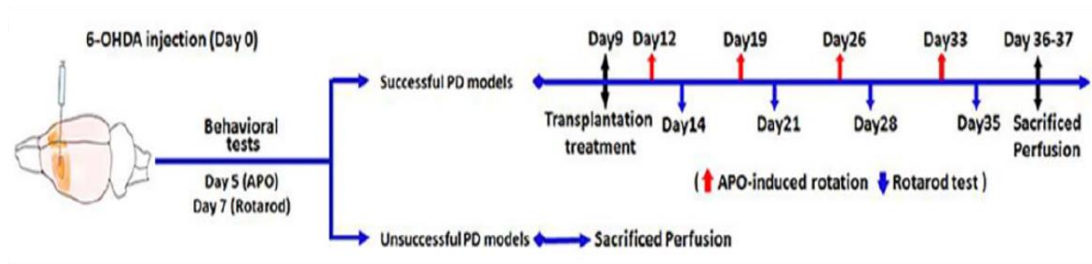 6-OHDA injection (Day 0)
Behavioral
tests
Day 5 (APO)
Day 7 (Rotarod)
Successful PD models
Day9 Day12 Day19 Day26 Day33 Day 36-37
Transplantation
treatment
Day14 Day21 Day28 Day35 Sacrificed
Perfusion
( APO-induced rotation Rotarod test )
Unsuccessful PD models Sacrificed Perfusion